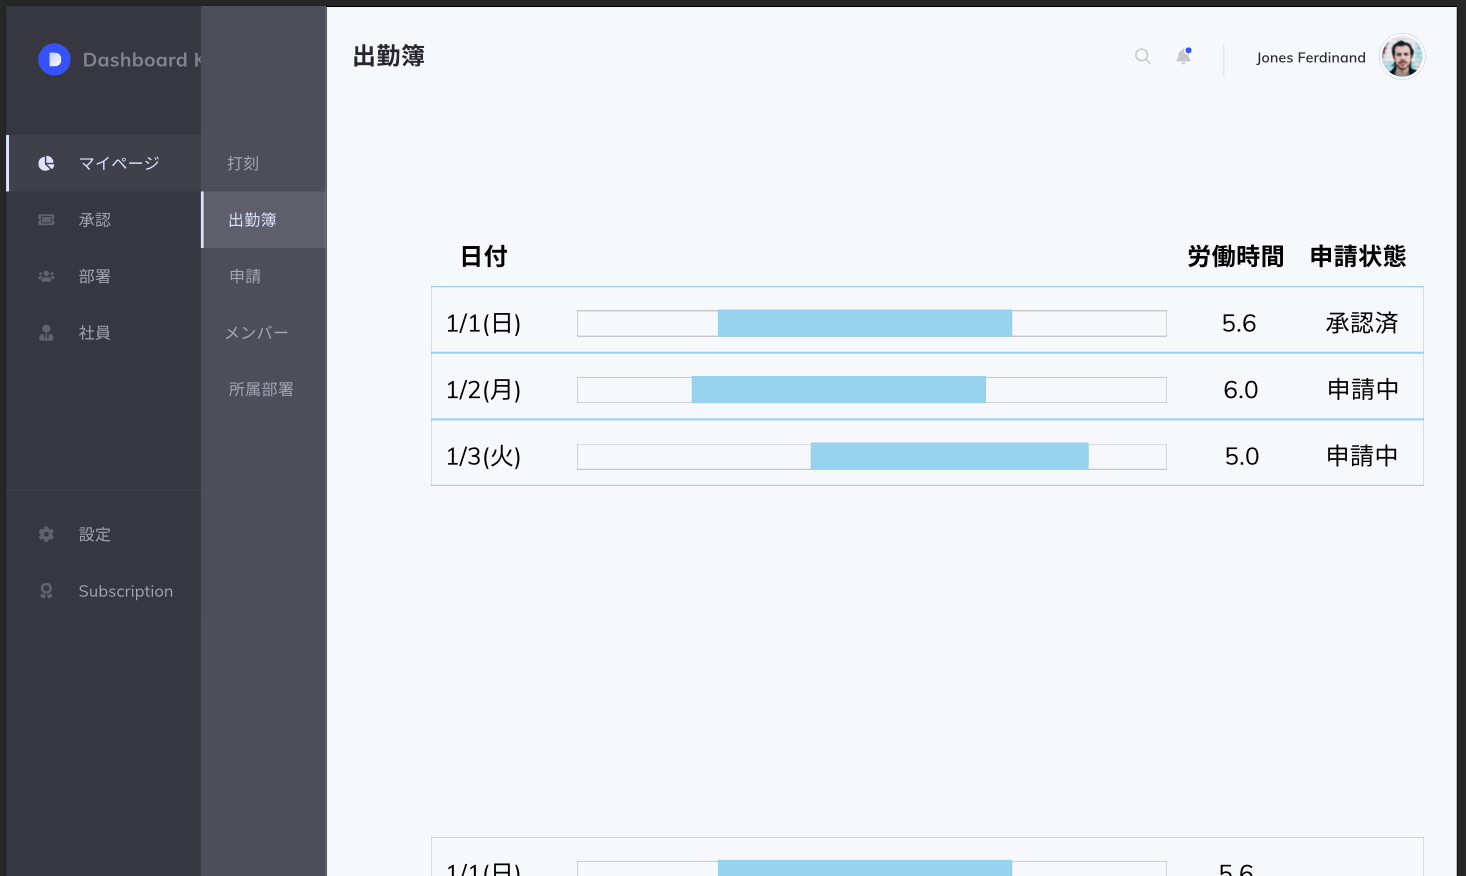 Dashboard K
マイページ
承認
部署
社員
設定
Subscription
打刻
出勤簿
申請
メンバー
所属部署
出勤簿
Jones Ferdinand
日付 労働時間 申請状態
1/1(日) 5.6 承認済
1/2(月) 6.0 申請中
1/3(火) 5.0 申請中
1/1(日) 5.6